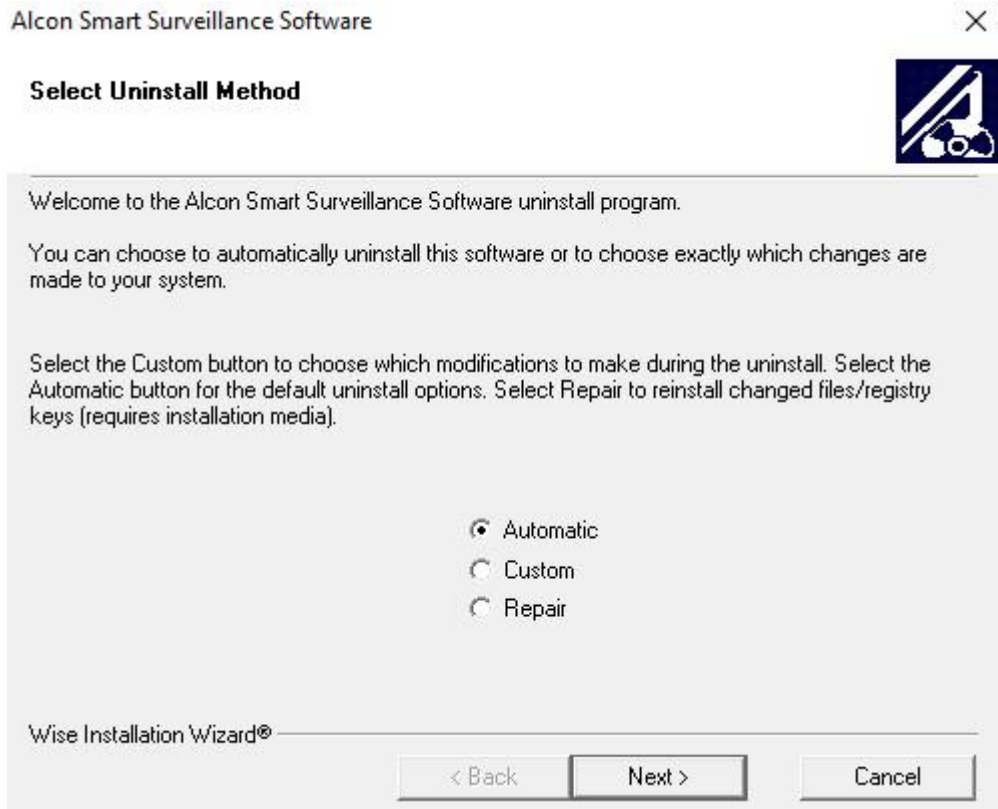 Alcon Smart Surveillance Software
Select Uninstall Method
Welcome to the Alcon Smart Surveillance Software uninstall program.
You can choose to automatically uninstall this software or to choose exactly which changes are
made to your system.
Select the Custom button to choose which modifications to make during the uninstall. Select the
Automatic button for the default uninstall options. Select Repair to reinstall changed files/registry
keys (requires installation media).
Automatic
Custom
Repair
Wise Installation Wizard®
< Back
Next >
Cancel